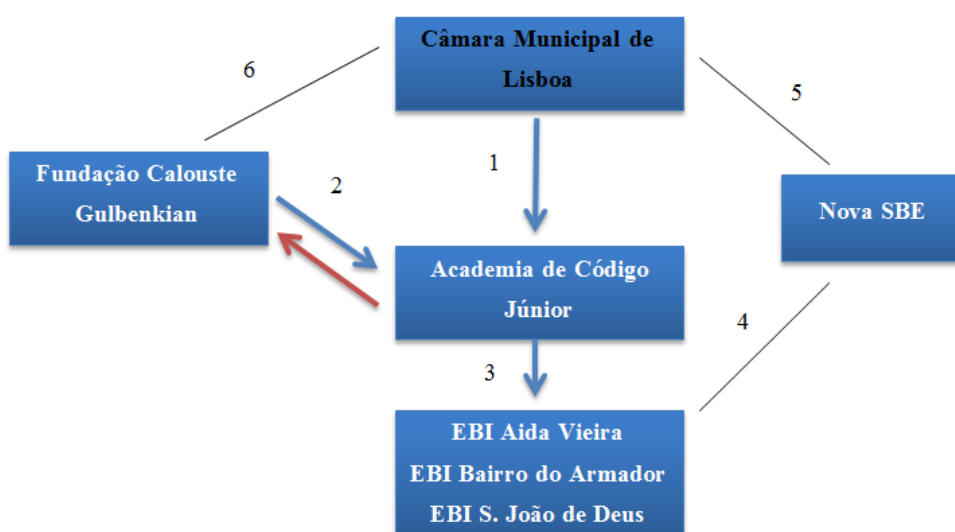 Câmara Municipal de
Lisboa
6
5
Fundação Calouste
Gulbenkian
2
1
Nova SBE
Academia de Código
Júnior
4
3
EBI Aida Vieira
EBI Bairro do Armador
EBI S. João de Deus